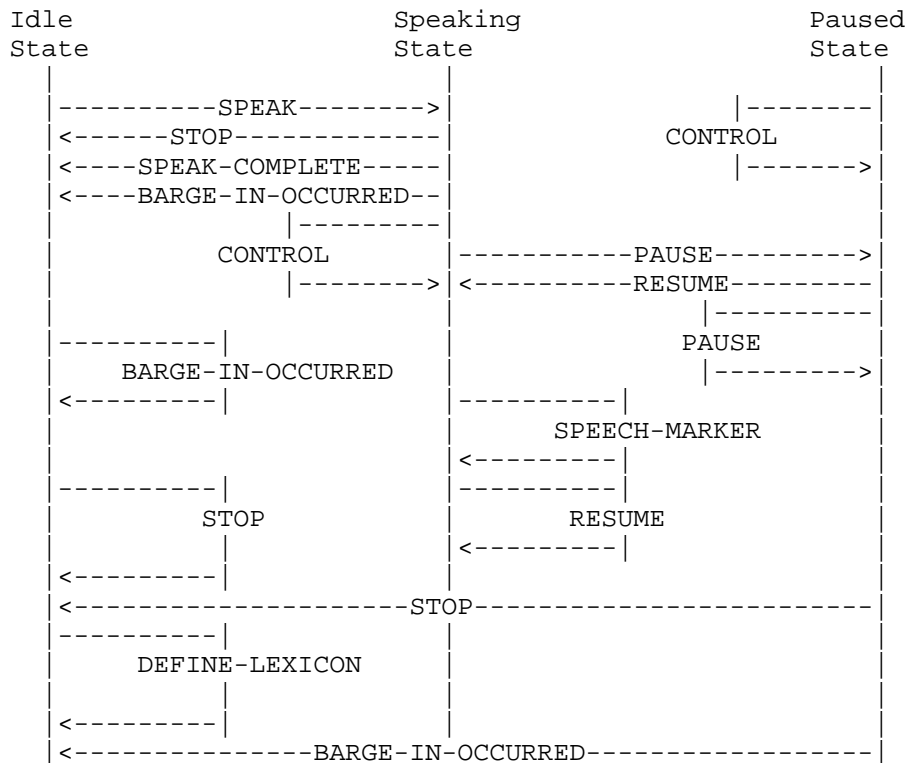 Idle Speaking Paused
State State State
SPEAK
STOP CONTROL
SPEAK-COMPLETE
BARGE-IN-OCCURRED
CONTROL PAUSE
RESUME
PAUSE
BARGE-IN-OCCURRED
SPEECH-MARKER
STOP RESUME
STOP
DEFINE-LEXICON
BARGE-IN-OCCURRED